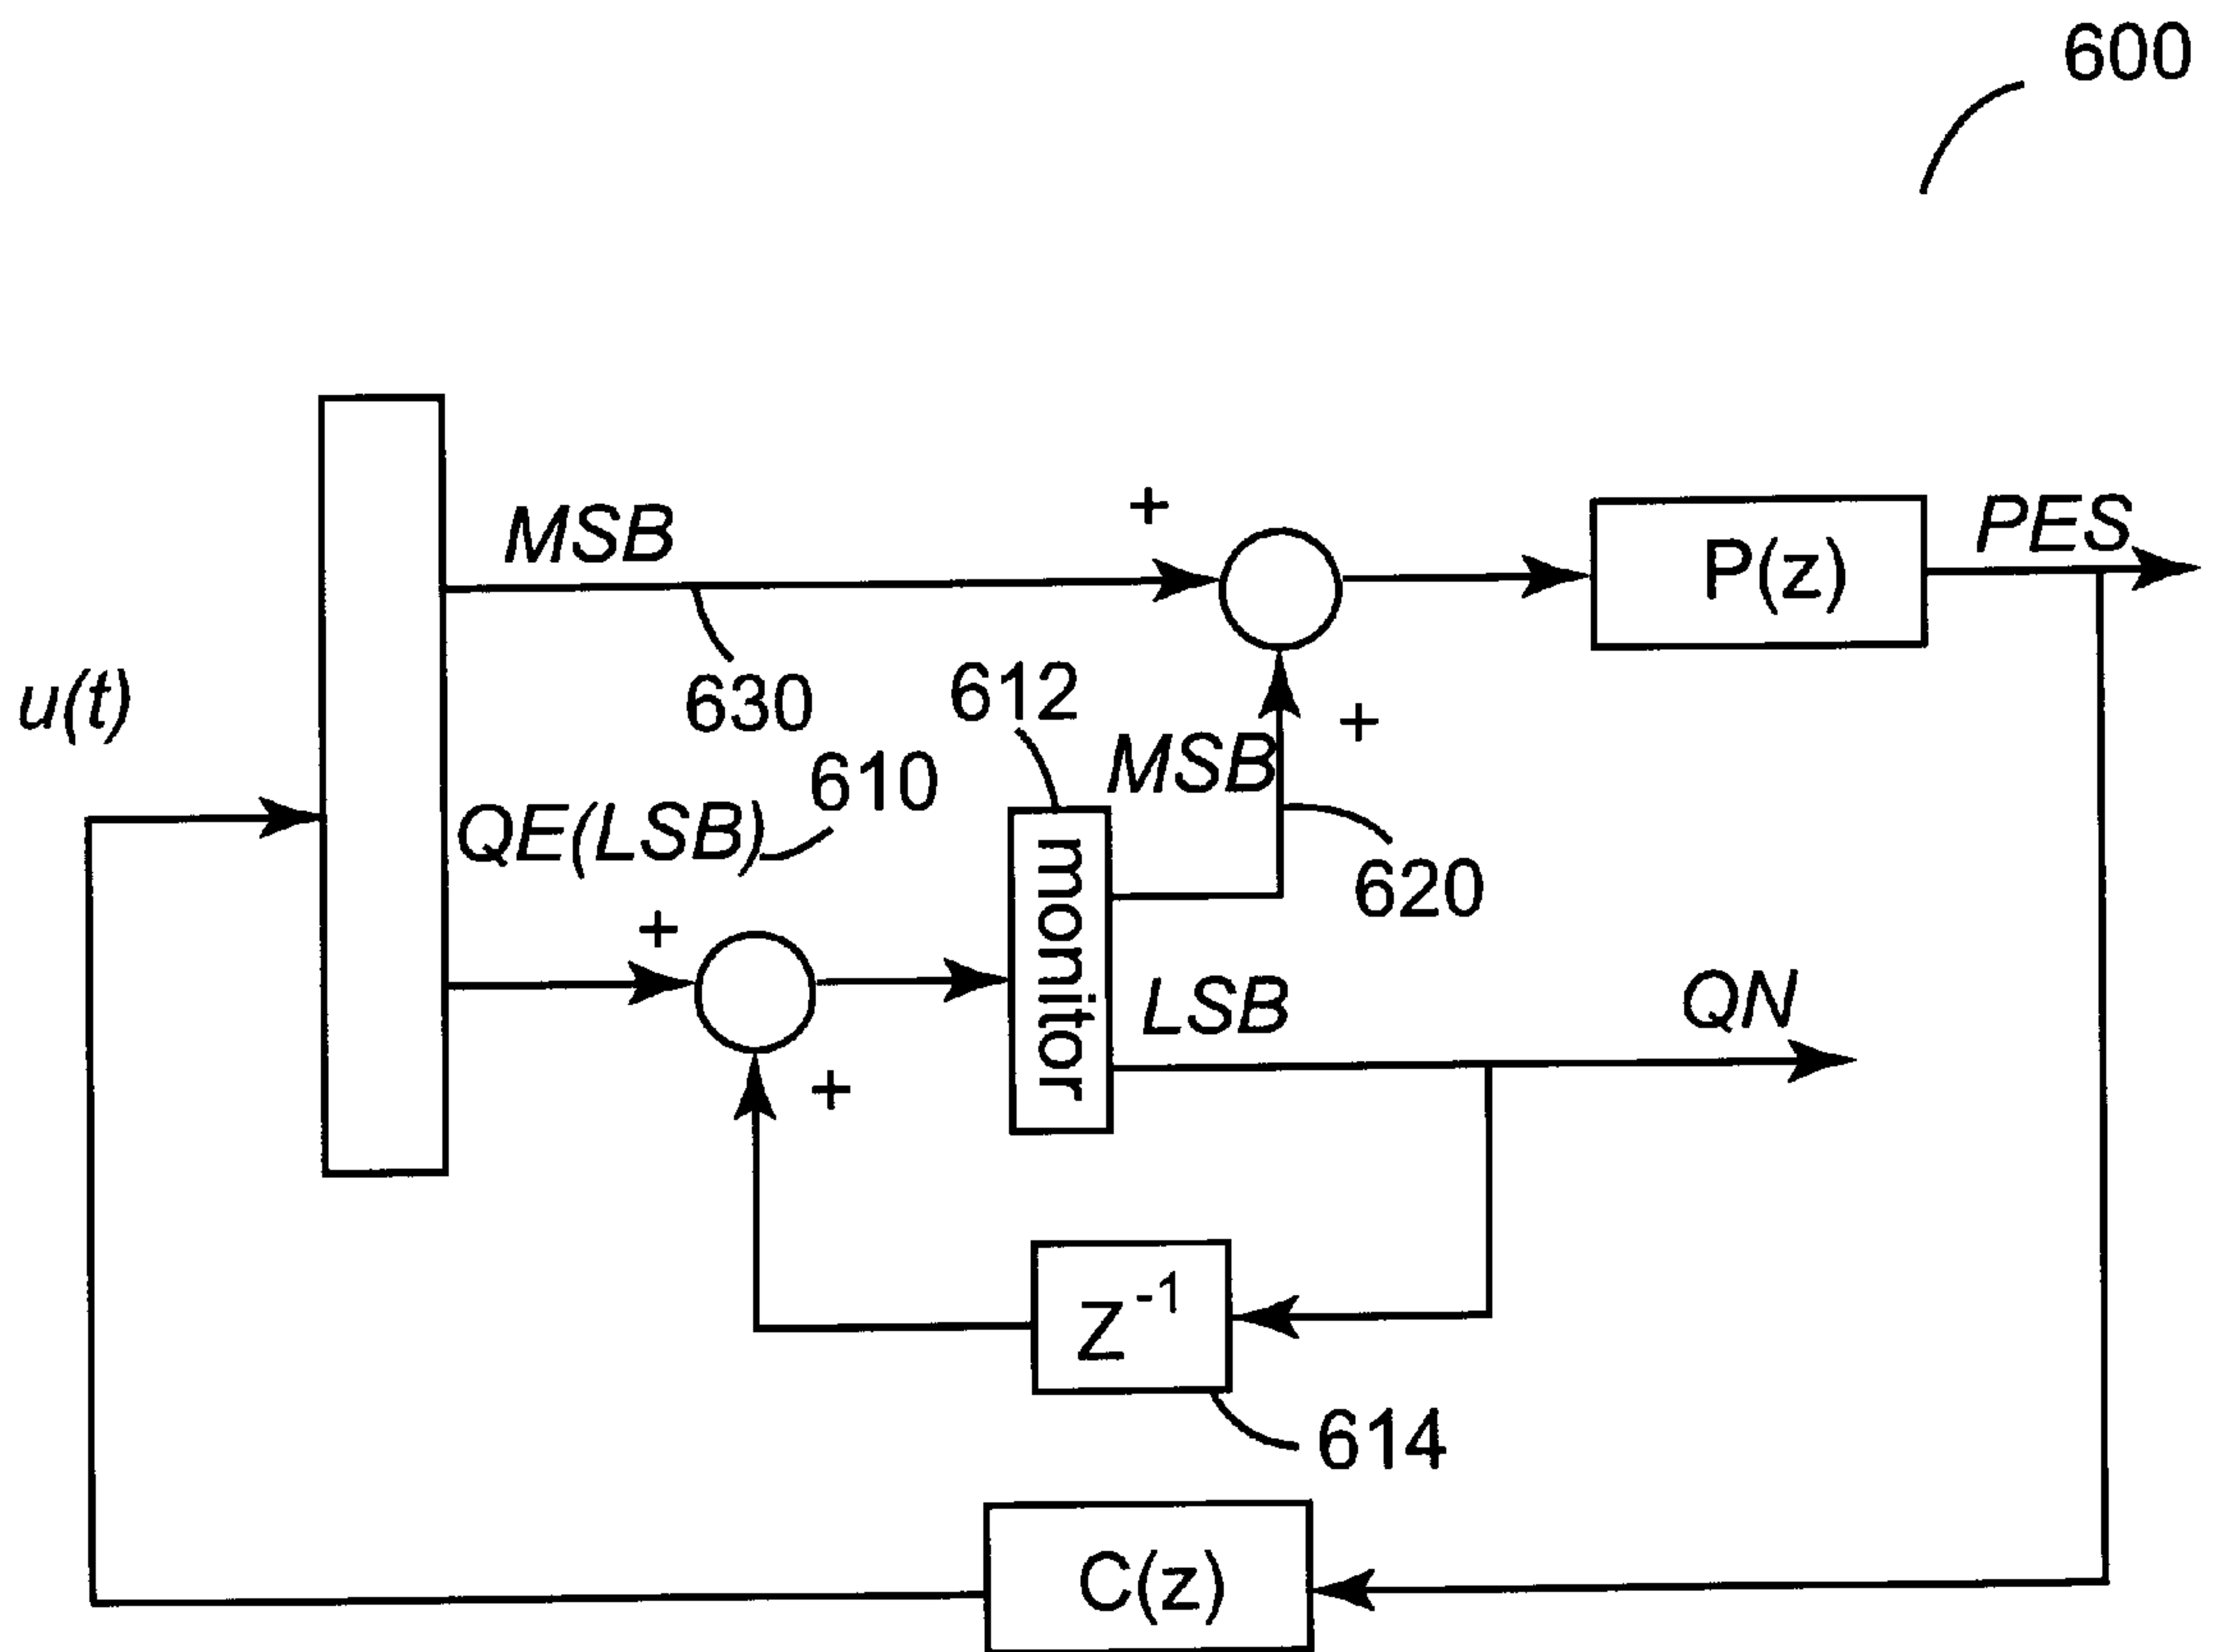 600
MSB
+
P(z)
PES
u(t)
630
612
MSB
+
610
QE(LSB)
620
+
monitor
LSB
QN
+
Z-1
614
C(z)